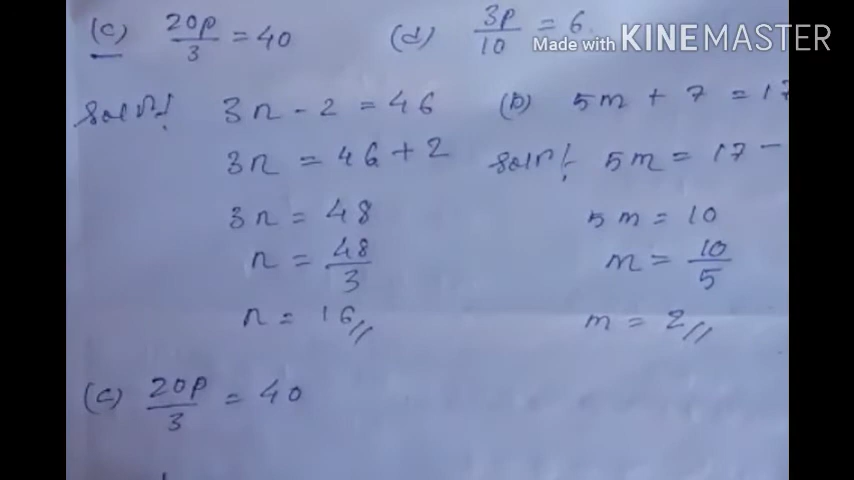 (c) 20p/3 = 40 (d) 3p/10 = 6
Made with KINEMASTER
Soln! 3n - 2 = 46 (b) 5m + 7 = 17
3n = 46 + 2 Soln! 5m = 17 -
3n = 48 5m = 10
n = 48/3 m = 10/5
n = 16// m = 2//
(c) 20p/3 = 40